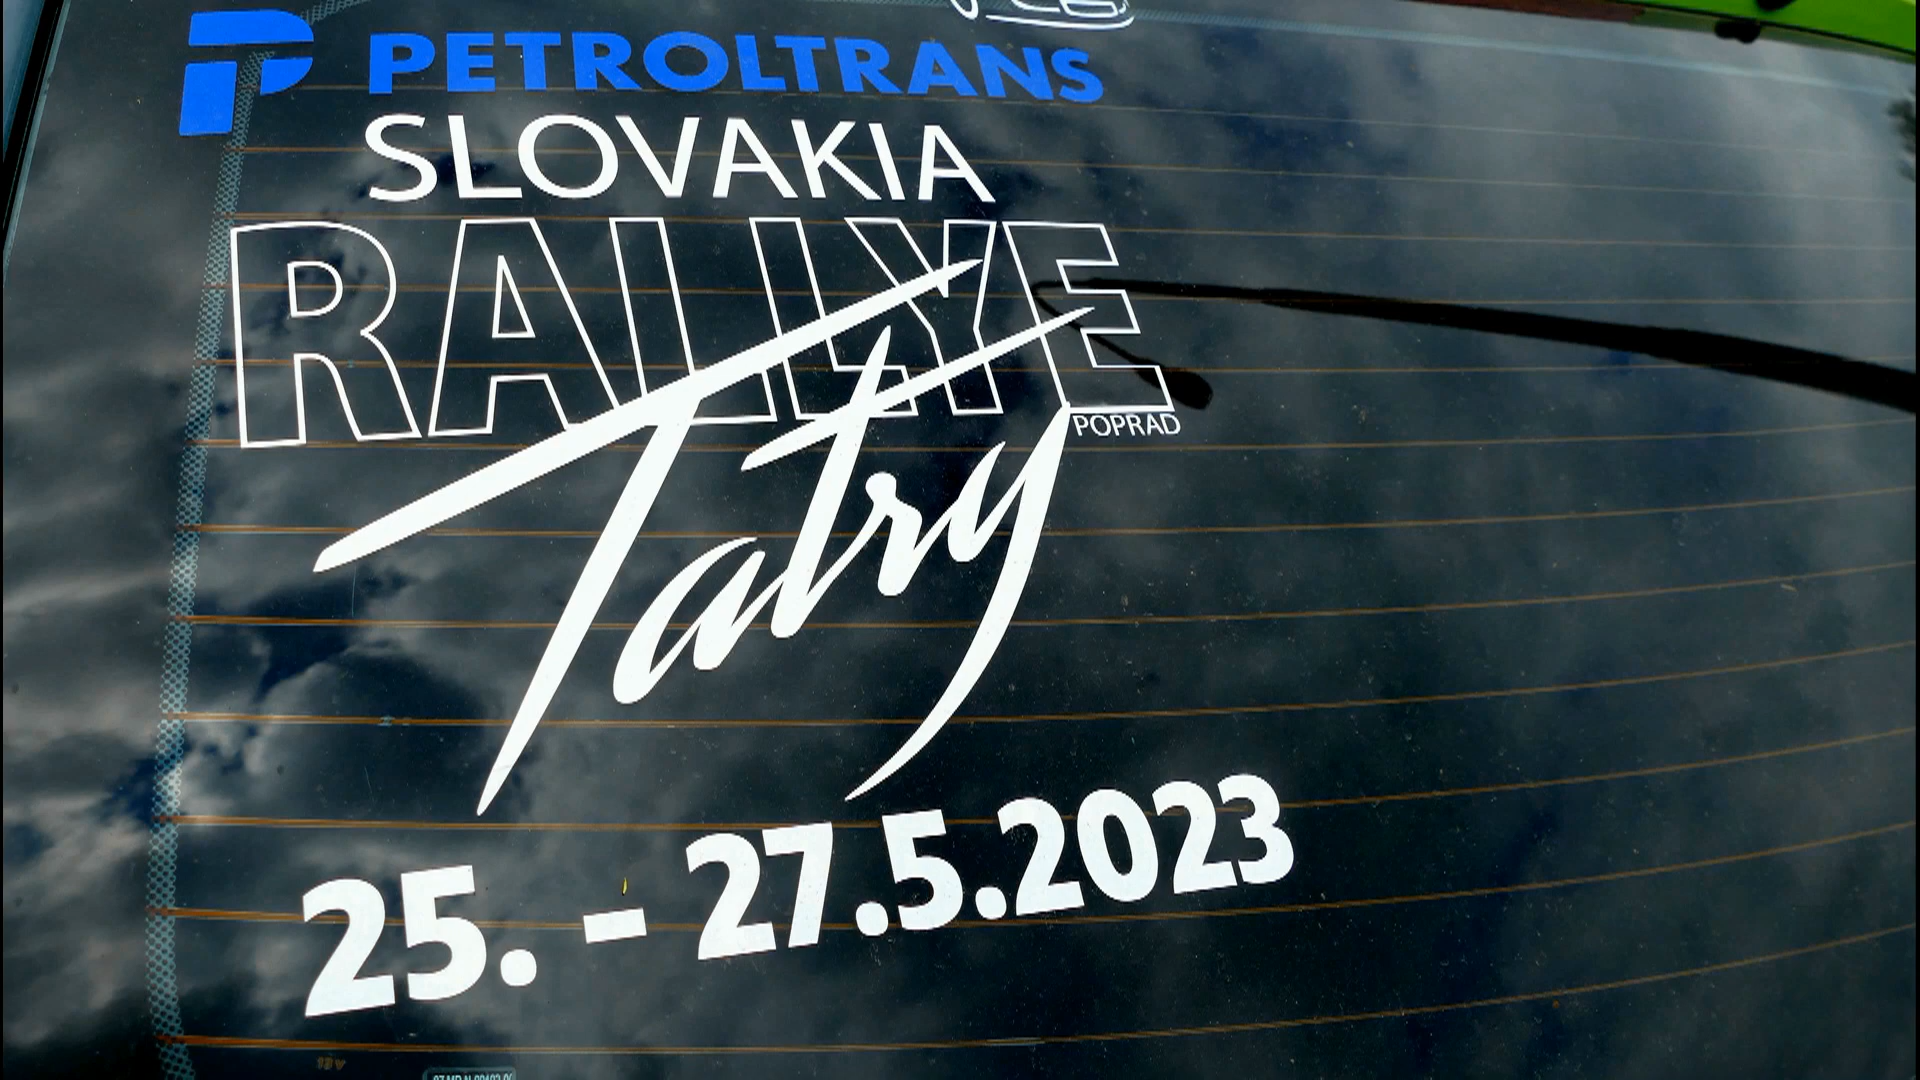 PETROLTRANS
SLOVAKIA
RALLYE
POPRAD
Tatry
25. - 27.5.2023